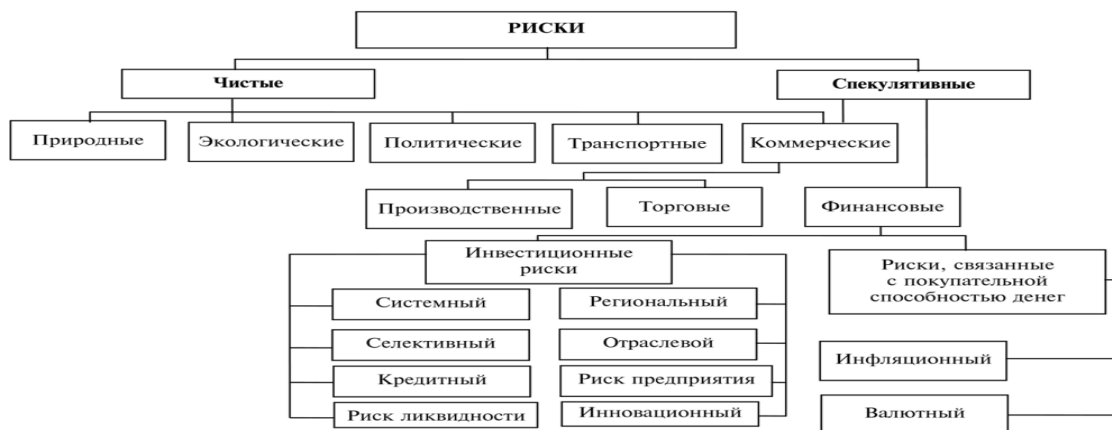 РИСКИ
Чистые
Спекулятивные
Природные
Экологические
Политические
Транспортные
Коммерческие
Производственные
Торговые
Финансовые
Инвестиционные
риски
Риски, связанные
с покупательной
способностью денег
Системный
Региональный
Селективный
Отраслевой
Инфляционный
Кредитный
Риск предприятия
Риск ликвидности
Инновационный
Валютный